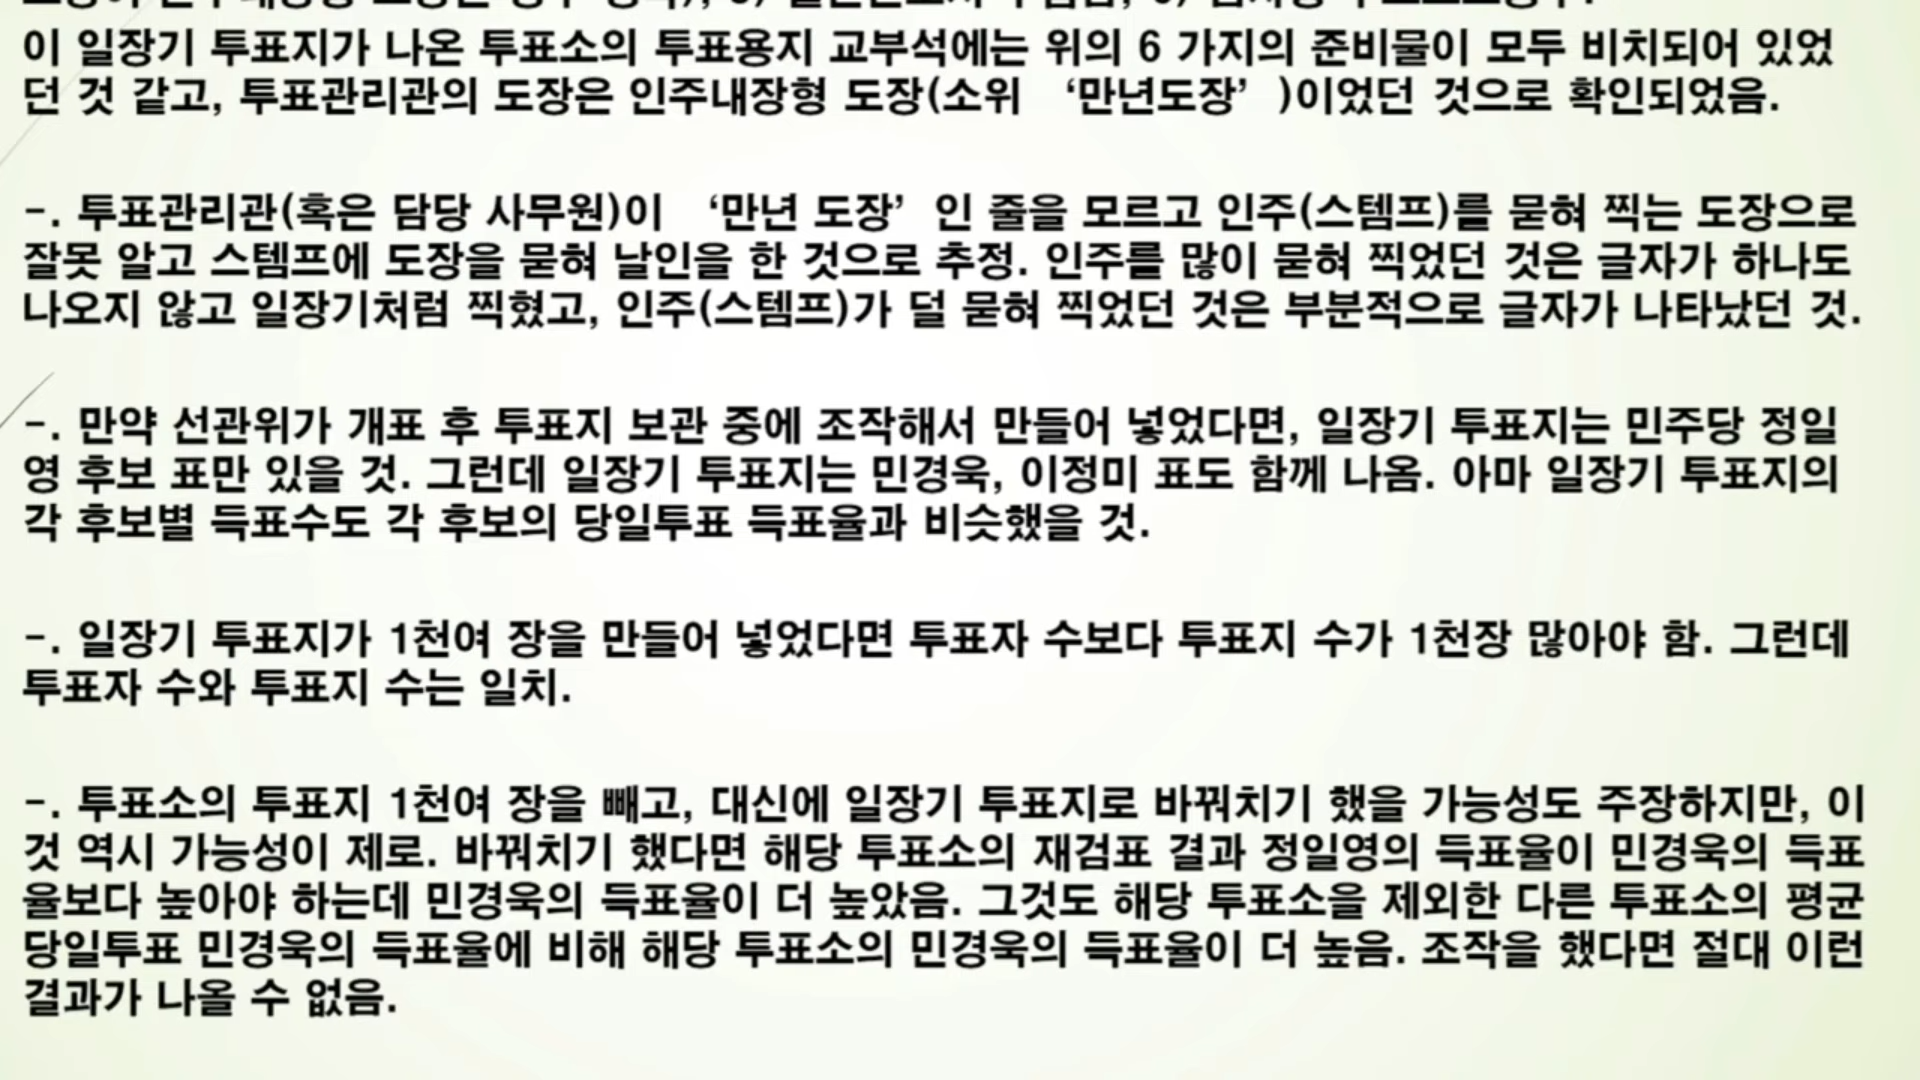 이 일장기 투표지가 나온 투표소의 투표용지 교부석에는 위의 6 가지의 준비물이 모두 비치되어 있었
던 것 같고, 투표관리관의 도장은 인주내장형 도장(소위 ‘만년도장’ )이었던 것으로 확인되었음.
-. 투표관리관(혹은 담당 사무원)이 ‘만년 도장’ 인 줄을 모르고 인주(스템프)를 묻혀 찍는 도장으로
잘못 알고 스템프에 도장을 묻혀 날인을 한 것으로 추정. 인주를 많이 묻혀 찍었던 것은 글자가 하나도
나오지 않고 일장기처럼 찍혔고, 인주(스템프)가 덜 묻혀 찍었던 것은 부분적으로 글자가 나타났던 것.
-. 만약 선관위가 개표 후 투표지 보관 중에 조작해서 만들어 넣었다면, 일장기 투표지는 민주당 정일
영 후보 표만 있을 것. 그런데 일장기 투표지는 민경욱, 이정미 표도 함께 나옴. 아마 일장기 투표지의
각 후보별 득표수도 각 후보의 당일투표 득표율과 비슷했을 것.
-. 일장기 투표지가 1천여 장을 만들어 넣었다면 투표자 수보다 투표지 수가 1천장 많아야 함. 그런데
투표자 수와 투표지 수는 일치.
-. 투표소의 투표지 1천여 장을 빼고, 대신에 일장기 투표지로 바꿔치기 했을 가능성도 주장하지만, 이
것 역시 가능성이 제로. 바꿔치기 했다면 해당 투표소의 재검표 결과 정일영의 득표율이 민경욱의 득표
율보다 높아야 하는데 민경욱의 득표율이 더 높았음. 그것도 해당 투표소을 제외한 다른 투표소의 평균
당일투표 민경욱의 득표율에 비해 해당 투표소의 민경욱의 득표율이 더 높음. 조작을 했다면 절대 이런
결과가 나올 수 없음.